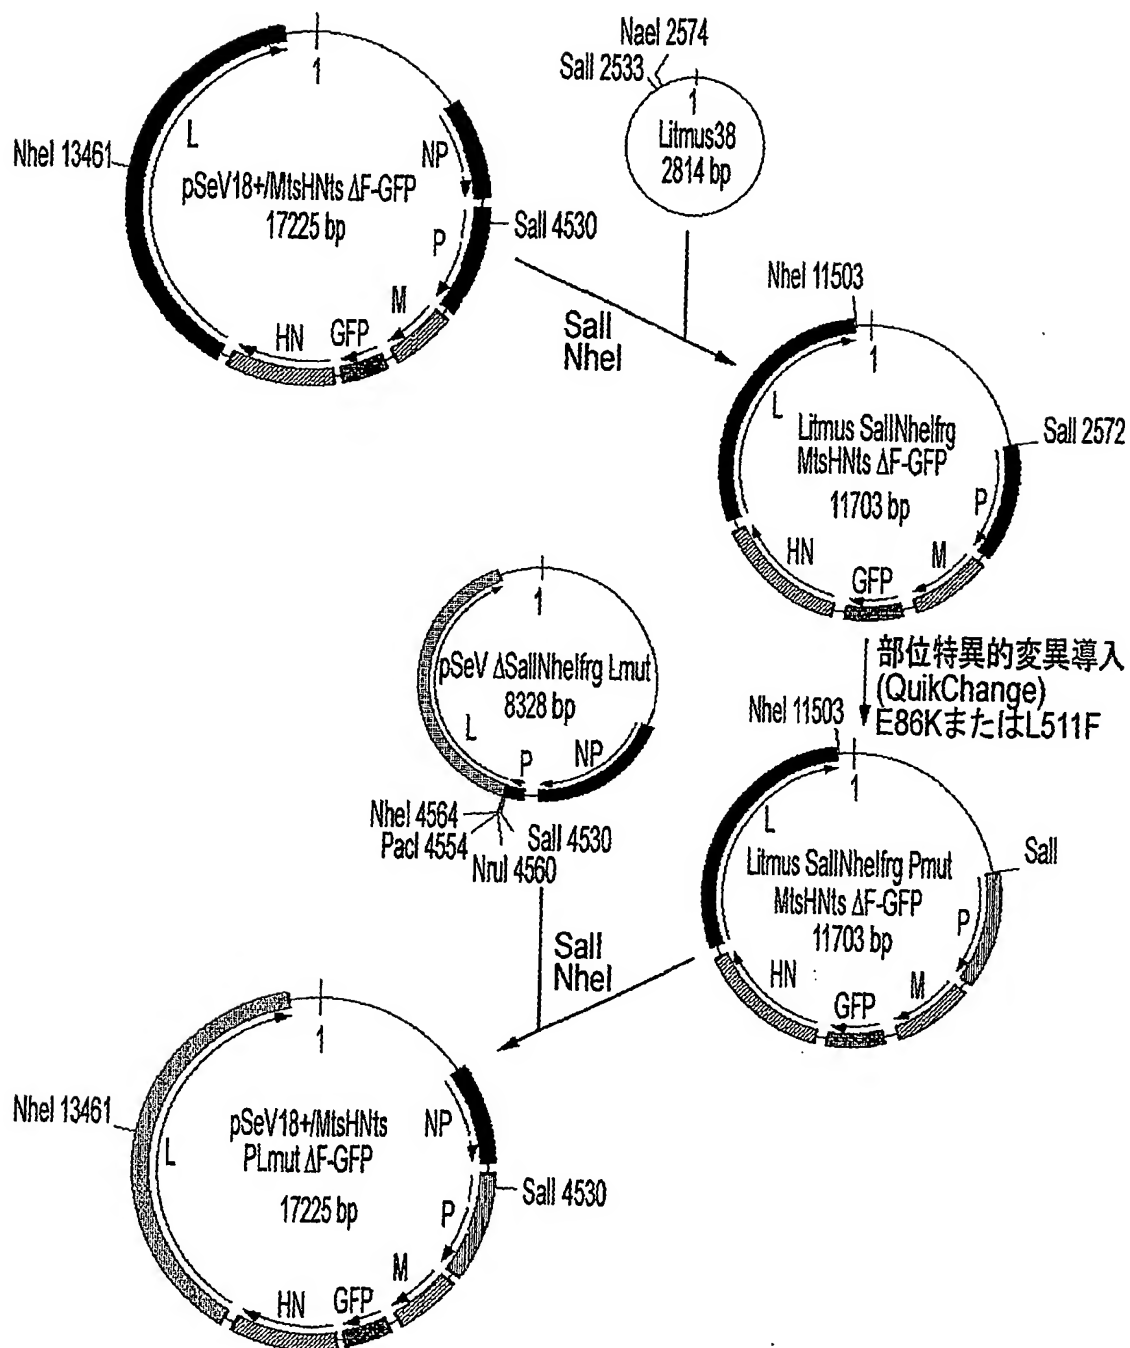 1
L
NheI 13461
NP
pSeV18+/MtsHNts ΔF-GFP
17225 bp
SalI 4530
P
M
GFP
HN
NaeI 2574
SalI 2533
1
Litmus38
2814 bp
SalI
NheI
NheI 11503
1
L
Litmus SalINheIfrg
MtsHNts ΔF-GFP
11703 bp
SalI 2572
P
M
GFP
HN
部位特異的変異導入
(QuikChange)
E86KまたはL511F
1
pSeV ΔSalINheIfrg Lmut
8328 bp
L
P
NP
NheI 4564
PacI 4554
NruI 4560
SalI 4530
NheI 11503
1
L
Litmus SalINheIfrg Pmut
MtsHNts ΔF-GFP
11703 bp
SalI
P
M
GFP
HN
SalI
NheI
1
NheI 13461
L
pSeV18+/MtsHNts
PLmut ΔF-GFP
17225 bp
NP
SalI 4530
P
M
GFP
HN